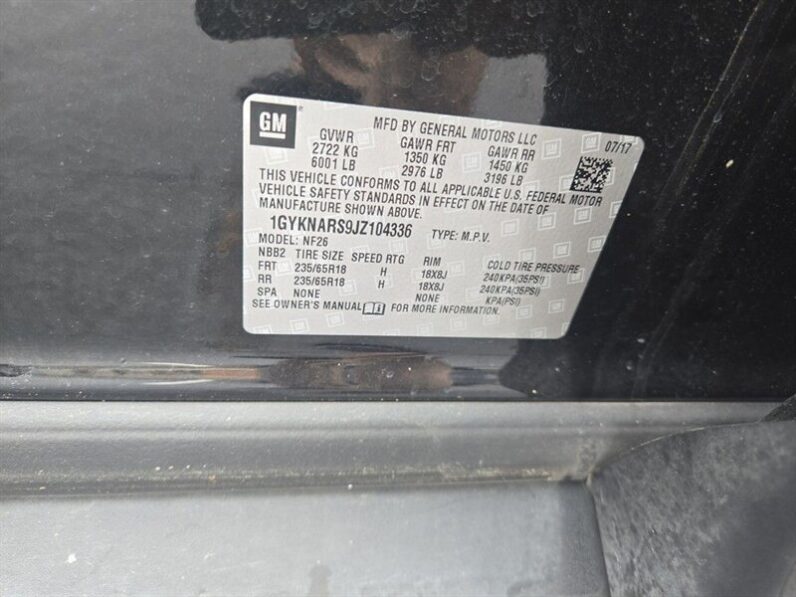 GM
MFD BY GENERAL MOTORS LLC
07/17
GVWR GAWR FRT GAWR RR
2722 KG 1350 KG 1450 KG
6001 LB 2976 LB 3196 LB
THIS VEHICLE CONFORMS TO ALL APPLICABLE U.S. FEDERAL MOTOR
VEHICLE SAFETY STANDARDS IN EFFECT ON THE DATE OF
MANUFACTURE SHOWN ABOVE.
1GYKNARS9JZ104336 TYPE: M.P.V.
MODEL: NF26
NBB2 TIRE SIZE SPEED RTG RIM COLD TIRE PRESSURE
FRT 235/65R18 H 18X8J 240KPA(35PSI)
RR 235/65R18 H 18X8J 240KPA(35PSI)
SPA NONE NONE KPA(PSI)
SEE OWNER'S MANUAL FOR MORE INFORMATION.